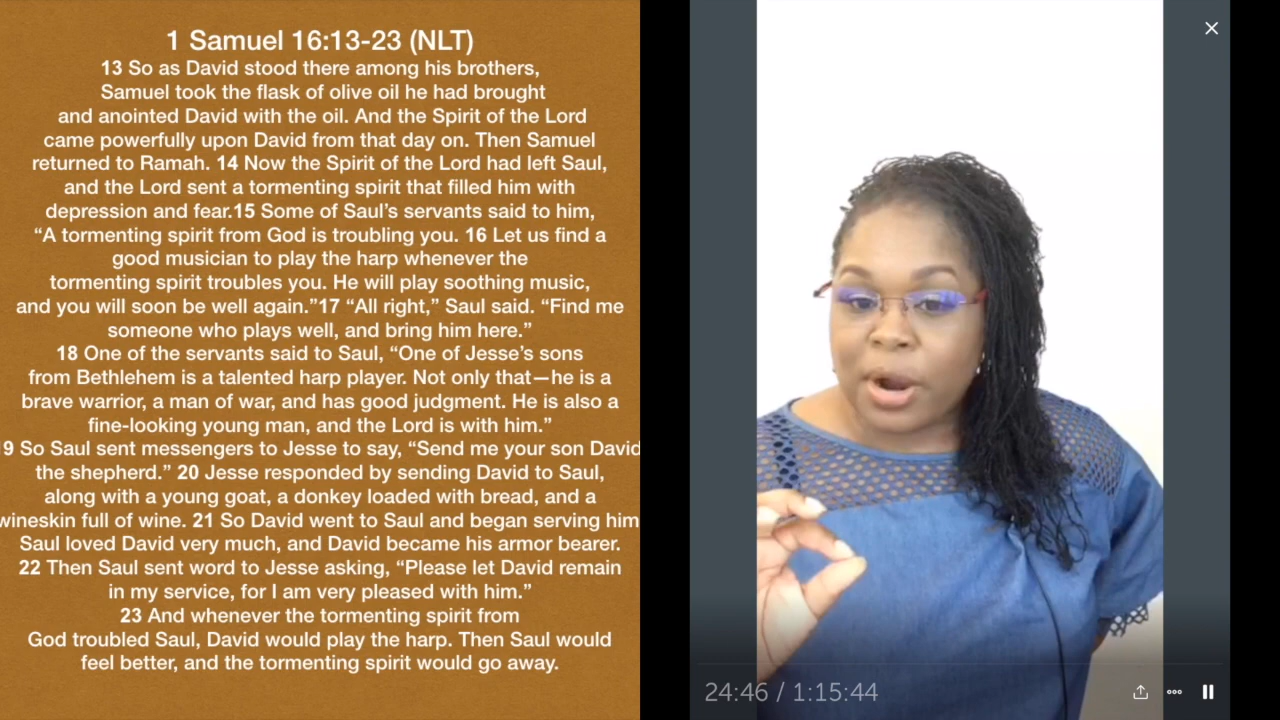 1 Samuel 16:13-23 (NLT)
13 So as David stood there among his brothers,
Samuel took the flask of olive oil he had brought
and anointed David with the oil. And the Spirit of the Lord
came powerfully upon David from that day on. Then Samuel
returned to Ramah. 14 Now the Spirit of the Lord had left Saul,
and the Lord sent a tormenting spirit that filled him with
depression and fear.15 Some of Saul’s servants said to him,
“A tormenting spirit from God is troubling you. 16 Let us find a
good musician to play the harp whenever the
tormenting spirit troubles you. He will play soothing music,
and you will soon be well again.”17 “All right,” Saul said. “Find me
someone who plays well, and bring him here.”
18 One of the servants said to Saul, “One of Jesse’s sons
from Bethlehem is a talented harp player. Not only that—he is a
brave warrior, a man of war, and has good judgment. He is also a
fine-looking young man, and the Lord is with him.”
19 So Saul sent messengers to Jesse to say, “Send me your son David
the shepherd.” 20 Jesse responded by sending David to Saul,
along with a young goat, a donkey loaded with bread, and a
wineskin full of wine. 21 So David went to Saul and began serving him
Saul loved David very much, and David became his armor bearer.
22 Then Saul sent word to Jesse asking, “Please let David remain
in my service, for I am very pleased with him.”
23 And whenever the tormenting spirit from
God troubled Saul, David would play the harp. Then Saul would
feel better, and the tormenting spirit would go away.
24:46 / 1:15:44